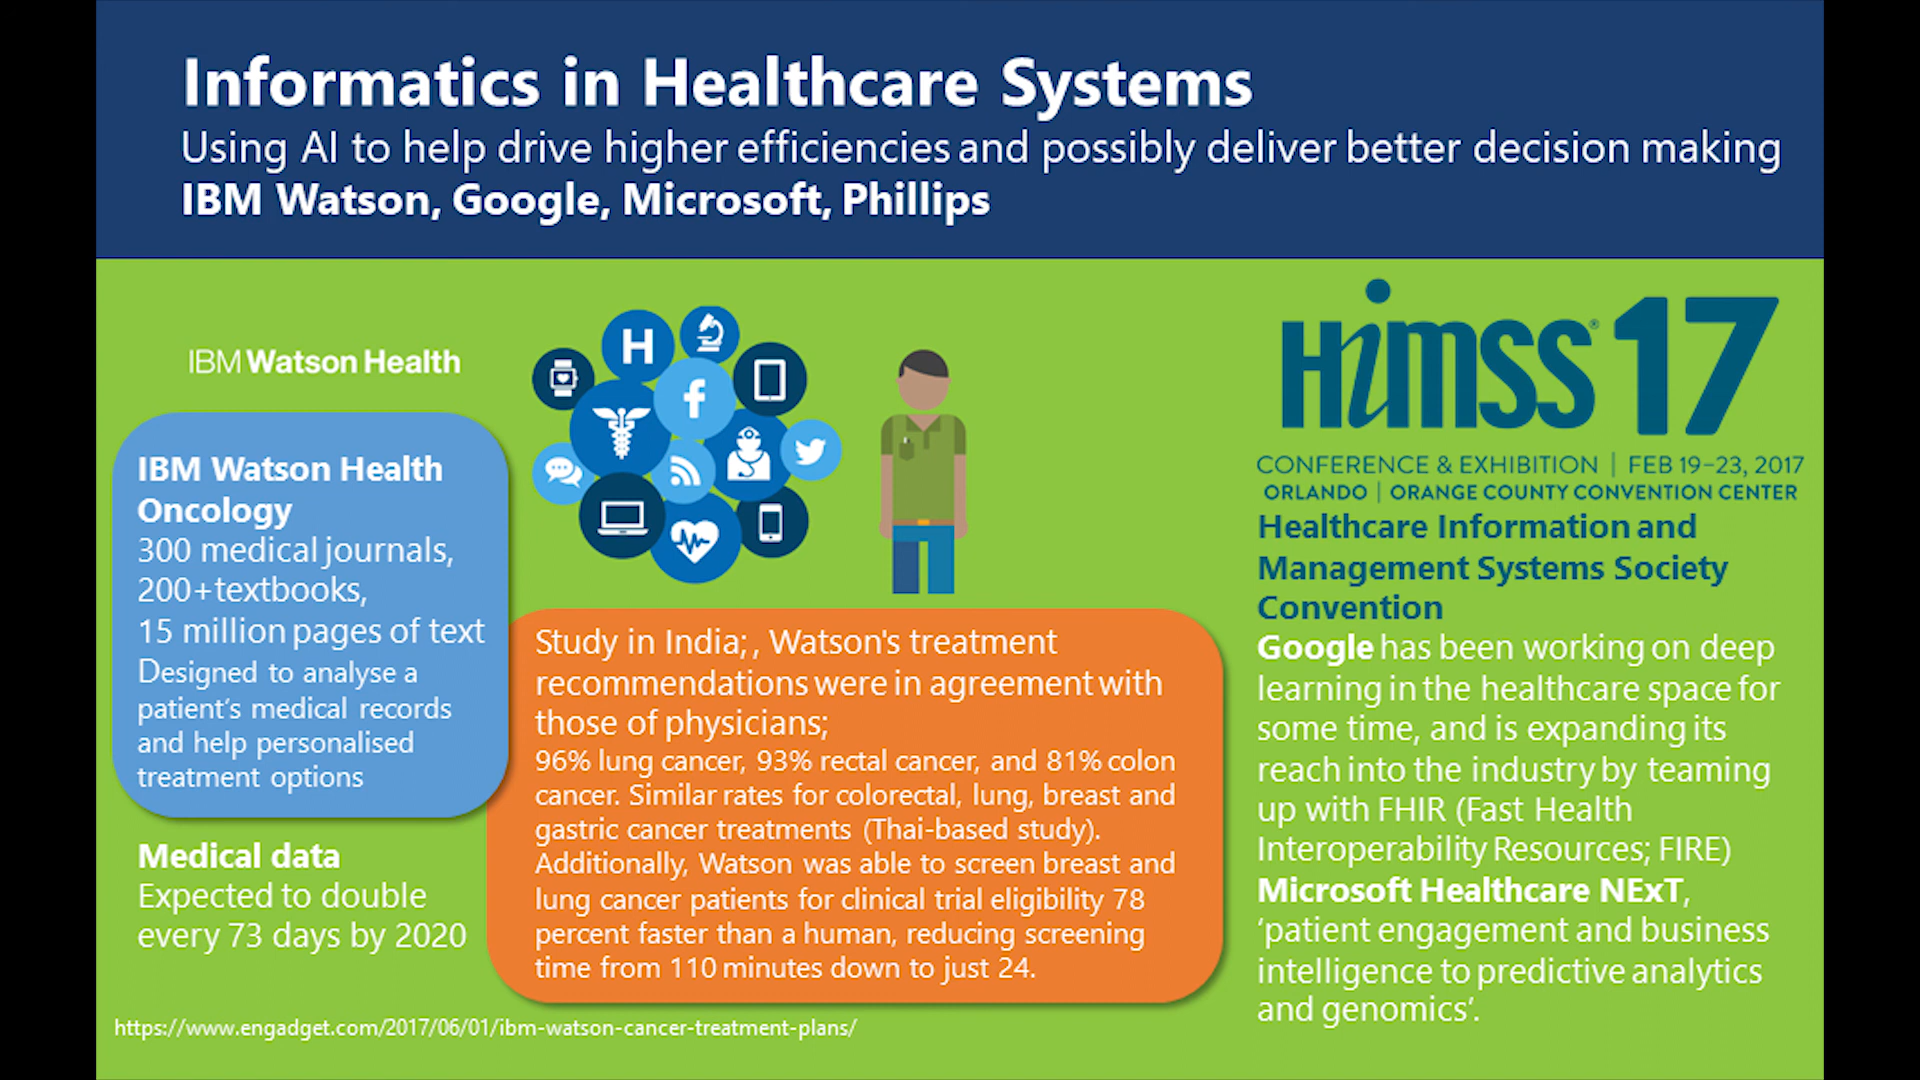 Informatics in Healthcare Systems
Using AI to help drive higher efficiencies and possibly deliver better decision making
IBM Watson, Google, Microsoft, Phillips
IBM Watson Health
IBM Watson Health
Oncology
300 medical journals,
200+textbooks,
15 million pages of text
Designed to analyse a
patient's medical records
and help personalised
treatment options
Medical data
Expected to double
every 73 days by 2020
H
f
Study in India; , Watson's treatment
recommendations were in agreement with
those of physicians;
96% lung cancer, 93% rectal cancer, and 81% colon
cancer. Similar rates for colorectal, lung, breast and
gastric cancer treatments (Thai-based study).
Additionally, Watson was able to screen breast and
lung cancer patients for clinical trial eligibility 78
percent faster than a human, reducing screening
time from 110 minutes down to just 24.
HIMSS® 17
CONFERENCE & EXHIBITION | FEB 19–23, 2017
ORLANDO | ORANGE COUNTY CONVENTION CENTER
Healthcare Information and
Management Systems Society
Convention
Google has been working on deep
learning in the healthcare space for
some time, and is expanding its
reach into the industry by teaming
up with FHIR (Fast Health
Interoperability Resources; FIRE)
Microsoft Healthcare NExT,
‘patient engagement and business
intelligence to predictive analytics
and genomics’.
https://www.engadget.com/2017/06/01/ibm-watson-cancer-treatment-plans/